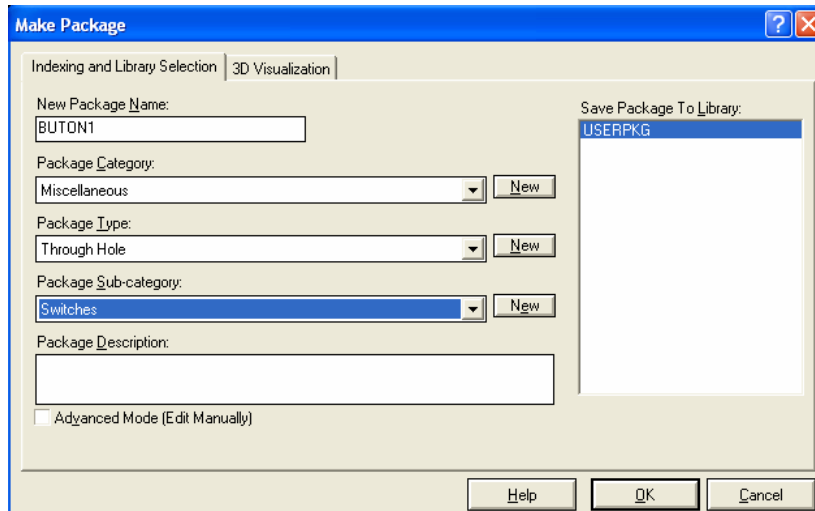 Make Package
Indexing and Library Selection
3D Visualization
New Package Name:
BUTON1
Package Category:
Miscellaneous
New
Package Type:
Through Hole
New
Package Sub-category:
Switches
New
Package Description:
Advanced Mode (Edit Manually)
Save Package To Library:
USERPKG
Help
OK
Cancel